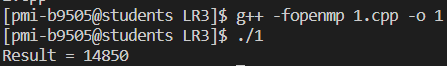 [pmi-b9505@students LR3]$ g++ -fopenmp 1.cpp -o 1
[pmi-b9505@students LR3]$ ./1
Result = 14850